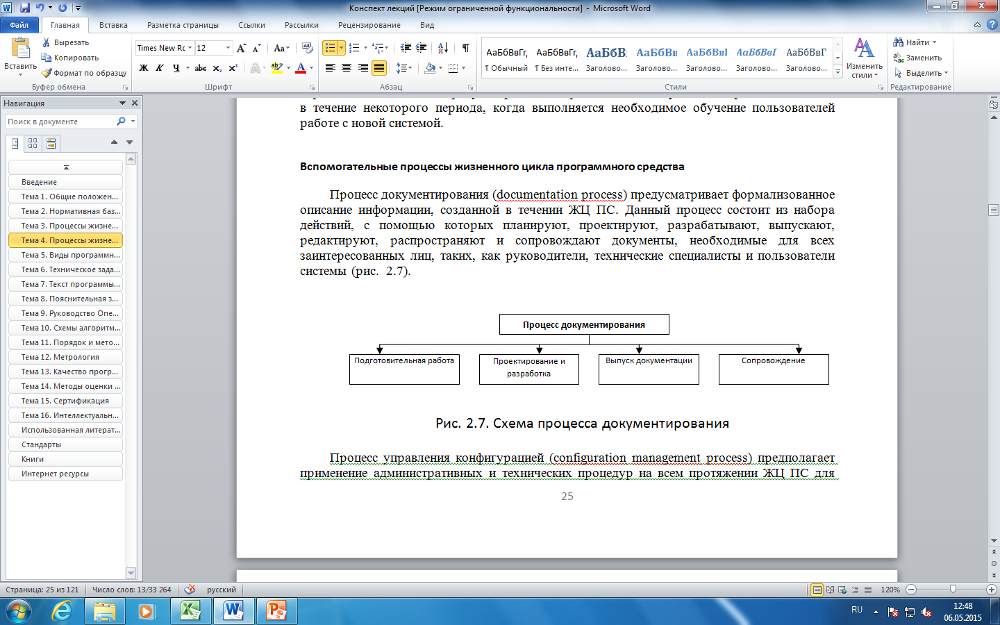 Конспект лекций [Режим ограниченной функциональности] - Microsoft Word
Файл Главная Вставка Разметка страницы Ссылки Рассылки Рецензирование Вид
Вставить
Вырезать
Копировать
Формат по образцу
Буфер обмена
Times New Rc 12
Ж К Ч abc x₂ x²
Шрифт
Абзац
АаБбВвГг, АаБбВвГг, АаБбВ АаБбВв АаБбВвІ АаБбВвІ АаБбВвГ
¶ Обычный ¶ Без инте... Заголово... Заголово... Заголово... Заголово... Заголово...
Стили
Изменить стили
Найти
Заменить
Выделить
Редактирование
Навигация
Поиск в документе
Введение
Тема 1. Общие положен...
Тема 2. Нормативная баз...
Тема 3. Процессы жизне...
Тема 4. Процессы жизне...
Тема 5. Виды программн...
Тема 6. Техническое зада...
Тема 7. Текст программы...
Тема 8. Пояснительная з...
Тема 9. Руководство Опе...
Тема 10. Схемы алгоритм...
Тема 11. Порядок и мето...
Тема 12. Метрология
Тема 13. Качество прогр...
Тема 14. Методы оценки ...
Тема 15. Сертификация
Тема 16. Интеллектуальн...
Использованная литерат...
Стандарты
Книги
Интернет ресурсы
в течение некоторого периода, когда выполняется необходимое обучение пользователей
работе с новой системой.
Вспомогательные процессы жизненного цикла программного средства
Процесс документирования (documentation process) предусматривает формализованное
описание информации, созданной в течении ЖЦ ПС. Данный процесс состоит из набора
действий, с помощью которых планируют, проектируют, разрабатывают, выпускают,
редактируют, распространяют и сопровождают документы, необходимые для всех
заинтересованных лиц, таких, как руководители, технические специалисты и пользователи
системы (рис. 2.7).
Процесс документирования
Подготовительная работа
Проектирование и
разработка
Выпуск документации
Сопровождение
Рис. 2.7. Схема процесса документирования
Процесс управления конфигурацией (configuration management process) предполагает
применение административных и технических процедур на всем протяжении ЖЦ ПС для
25
Страница: 25 из 121 Число слов: 13/33 264 русский 120%
RU 12:48
06.05.2015